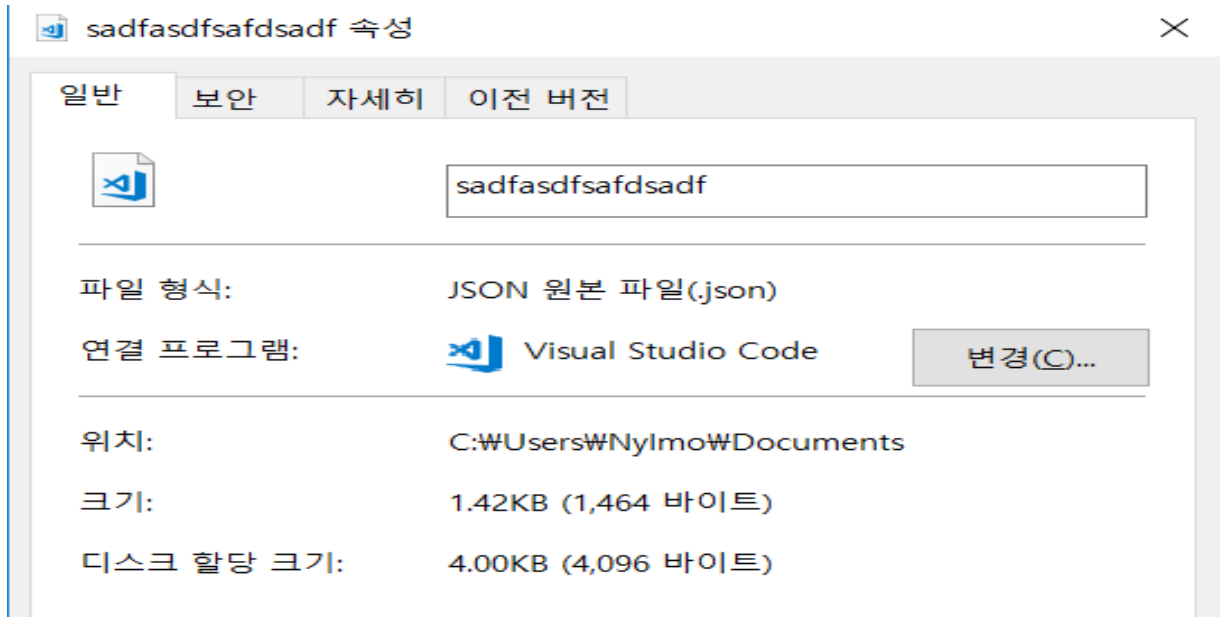 sadfasdfsafdsadf 속성
일반 보안 자세히 이전 버전
sadfasdfsafdsadf
파일 형식: JSON 원본 파일(.json)
연결 프로그램: Visual Studio Code 변경(C)...
위치: C:₩Users₩Nylmo₩Documents
크기: 1.42KB (1,464 바이트)
디스크 할당 크기: 4.00KB (4,096 바이트)